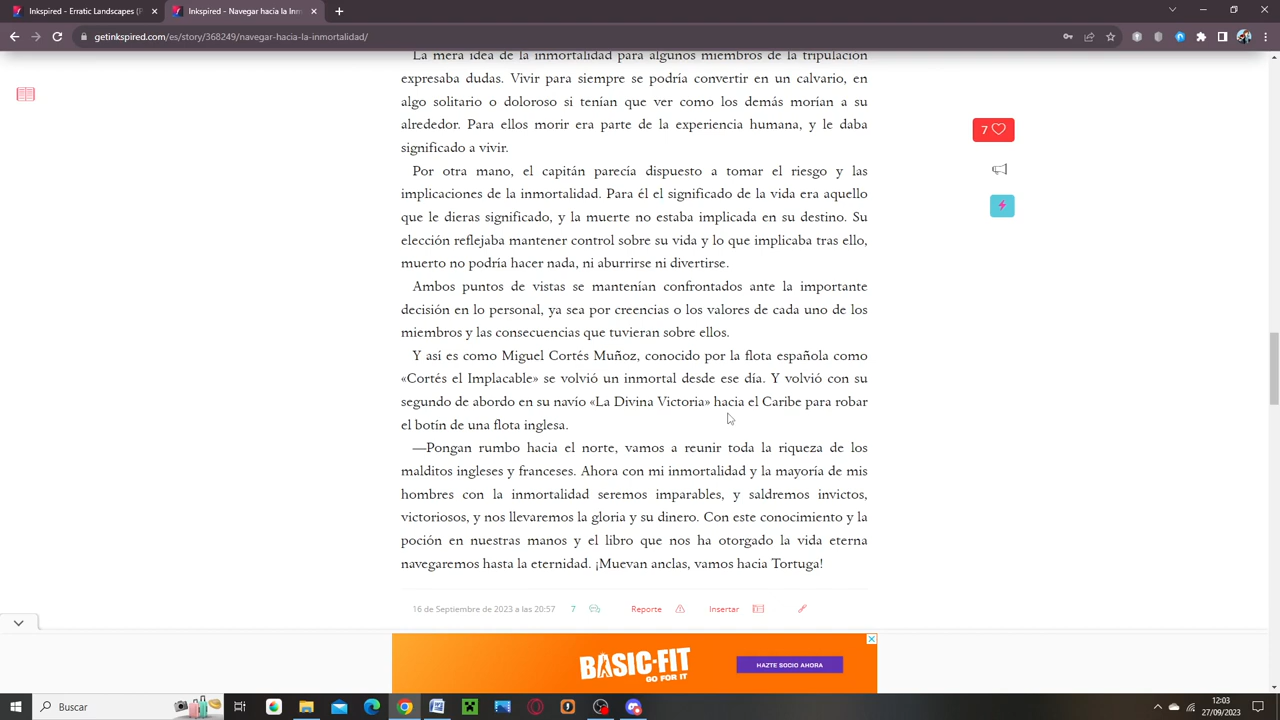 Inkspired - Erratic Landscapes (F
Inkspired - Navegar hacia la Inm
getinkspired.com/es/story/368249/navegar-hacia-la-inmortalidad/
La mera idea de la inmortalidad para algunos miembros de la tripulación
expresaba dudas. Vivir para siempre se podría convertir en un calvario, en
algo solitario o doloroso si tenían que ver como los demás morían a su
alrededor. Para ellos morir era parte de la experiencia humana, y le daba
significado a vivir.
Por otra mano, el capitán parecía dispuesto a tomar el riesgo y las
implicaciones de la inmortalidad. Para él el significado de la vida era aquello
que le dieras significado, y la muerte no estaba implicada en su destino. Su
elección reflejaba mantener control sobre su vida y lo que implicaba tras ello,
muerto no podría hacer nada, ni aburrirse ni divertirse.
Ambos puntos de vistas se mantenían confrontados ante la importante
decisión en lo personal, ya sea por creencias o los valores de cada uno de los
miembros y las consecuencias que tuvieran sobre ellos.
Y así es como Miguel Cortés Muñoz, conocido por la flota española como
«Cortés el Implacable» se volvió un inmortal desde ese día. Y volvió con su
segundo de abordo en su navío «La Divina Victoria» hacia el Caribe para robar
el botín de una flota inglesa.
—Pongan rumbo hacia el norte, vamos a reunir toda la riqueza de los
malditos ingleses y franceses. Ahora con mi inmortalidad y la mayoría de mis
hombres con la inmortalidad seremos imparables, y saldremos invictos,
victoriosos, y nos llevaremos la gloria y su dinero. Con este conocimiento y la
poción en nuestras manos y el libro que nos ha otorgado la vida eterna
navegaremos hasta la eternidad. ¡Muevan anclas, vamos hacia Tortuga!
7
16 de Septiembre de 2023 a las 20:57 7 Reporte Insertar
BASIC-FIT
GO FOR IT
HAZTE SOCIO AHORA
Buscar
12:03
27/09/2023